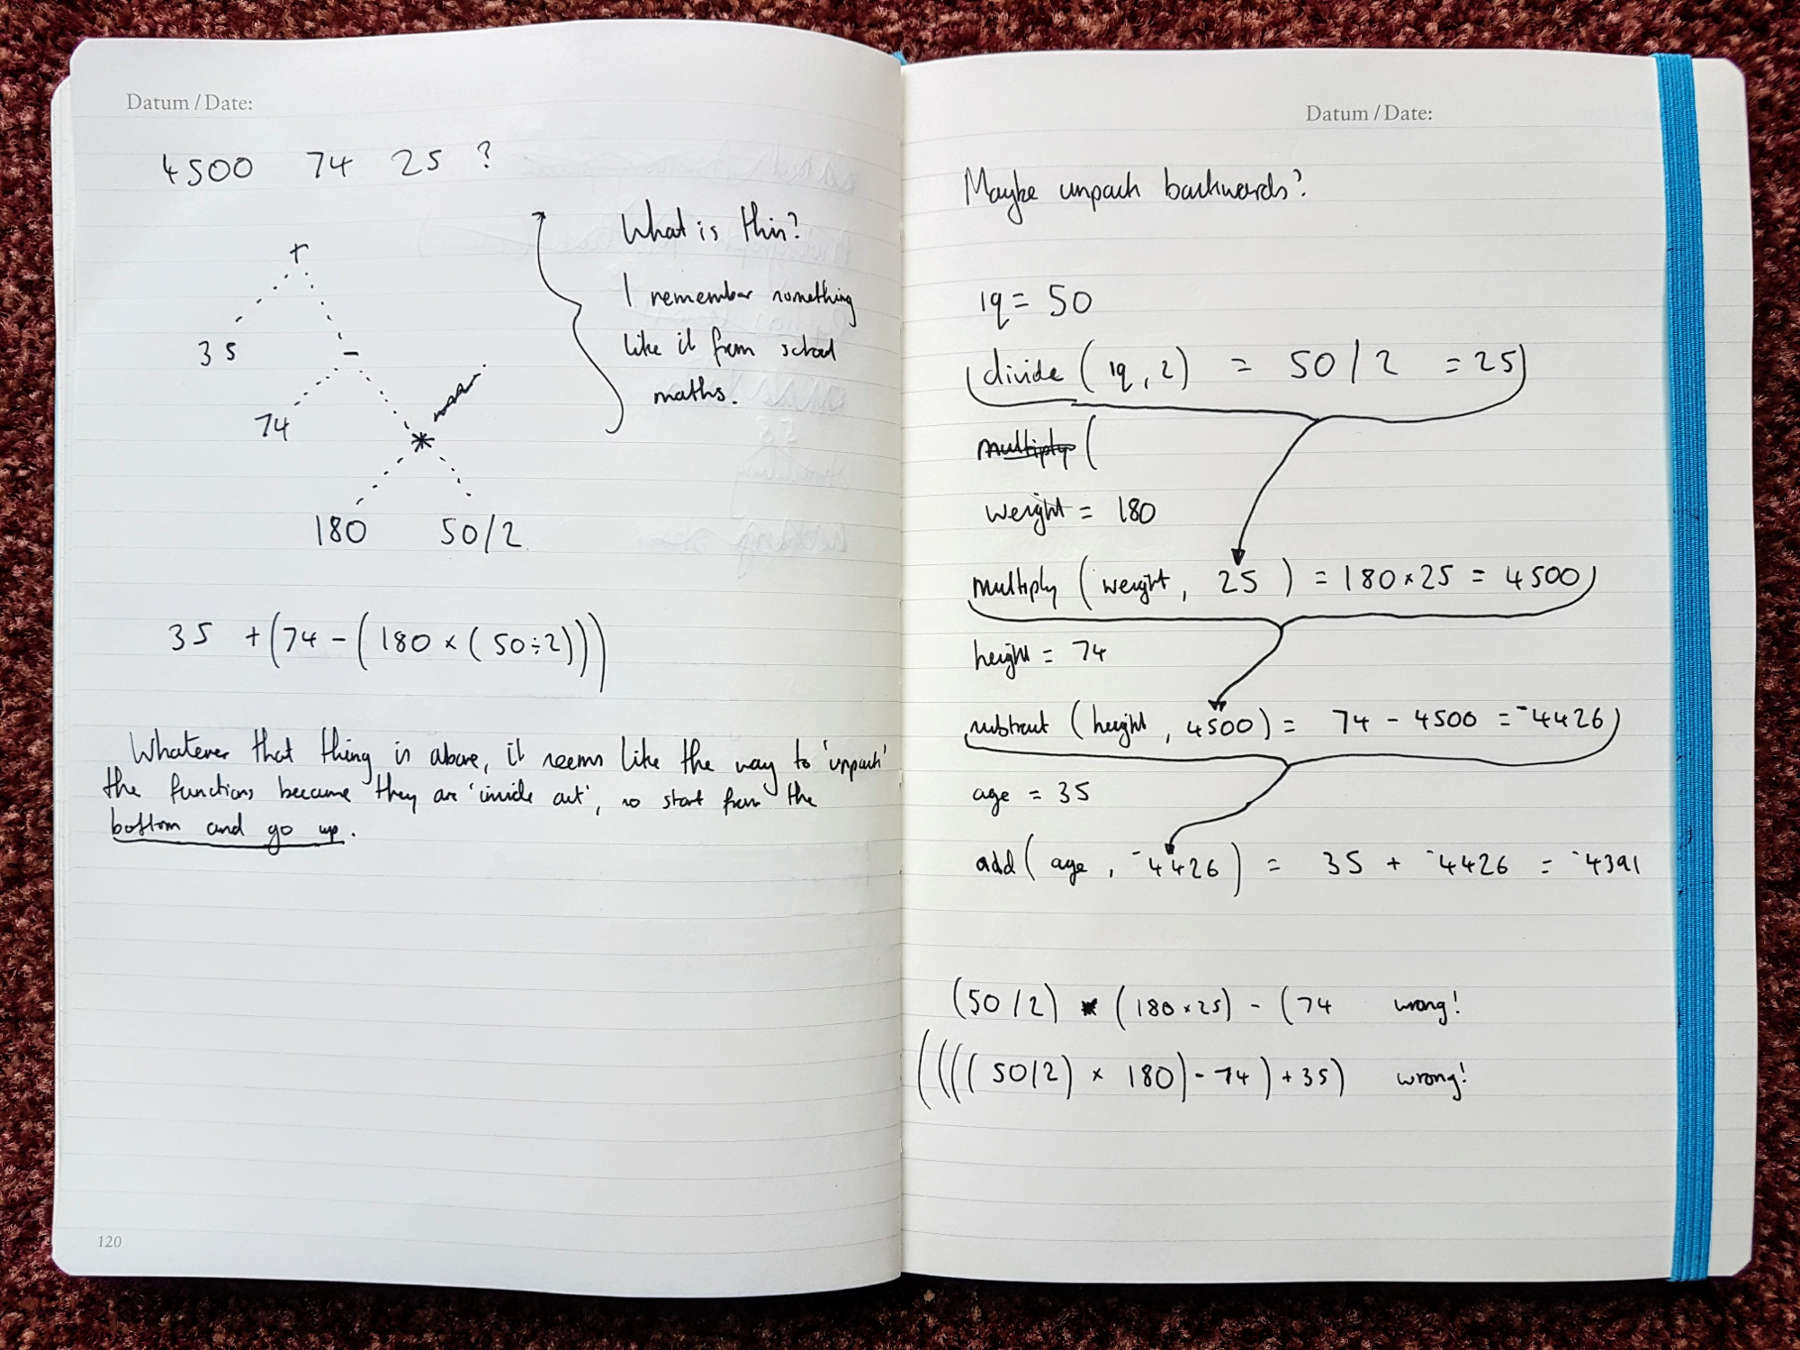 Datum / Date:
4500 74 25 ?
+
35 -
74 *
180 50/2
What is this?
I remember something
like it from school
maths.
35 + (74 - (180 × (50÷2)))
Whatever that thing is above, it seems like the way to 'unpack'
the functions because they are 'inside out', so start from the
bottom and go up.
120
Datum / Date:
Maybe unpack backwards?
iq = 50
divide (iq, 2) = 50/2 = 25
multiply (
weight = 180
multiply (weight, 25) = 180×25 = 4500
height = 74
subtract (height, 4500) = 74 - 4500 = -4426
age = 35
add (age, -4426) = 35 + -4426 = -4391
(50/2) * (180×25) - (74 wrong!
((((50/2) × 180) - 74) + 35) wrong!